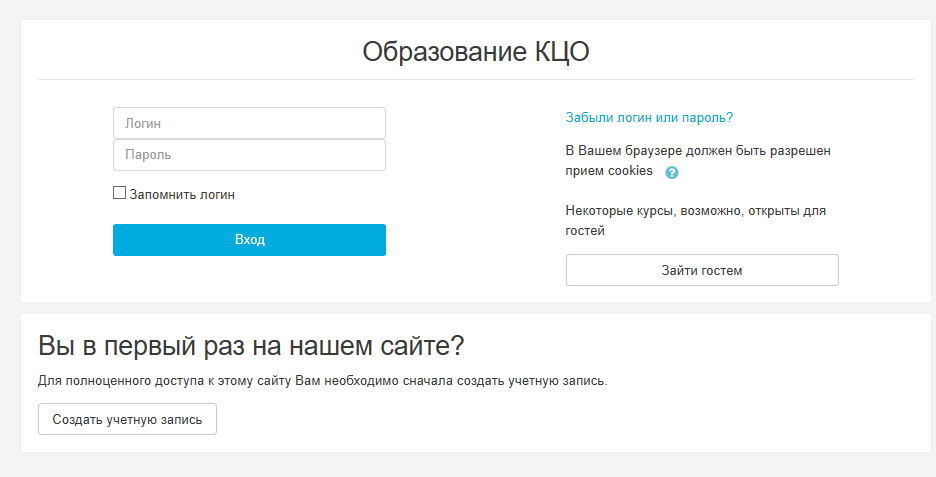 Образование КЦО
Логин
Пароль
Запомнить логин
Вход
Забыли логин или пароль?
В Вашем браузере должен быть разрешен
прием cookies ?
Некоторые курсы, возможно, открыты для
гостей
Зайти гостем
Вы в первый раз на нашем сайте?
Для полноценного доступа к этому сайту Вам необходимо сначала создать учетную запись.
Создать учетную запись